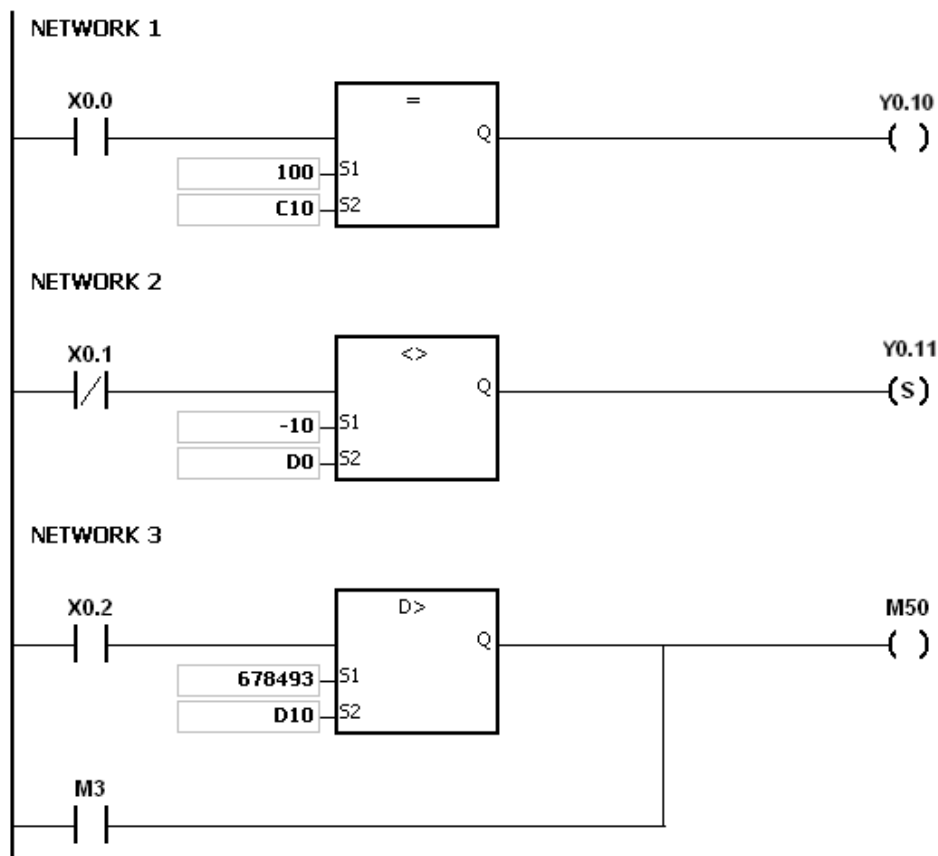 NETWORK 1
X0.0
=
Y0.10
Q
100 S1
C10 S2
NETWORK 2
X0.1
<>
Y0.11
Q
(S)
-10 S1
D0 S2
NETWORK 3
X0.2
D>
M50
Q
678493 S1
D10 S2
M3